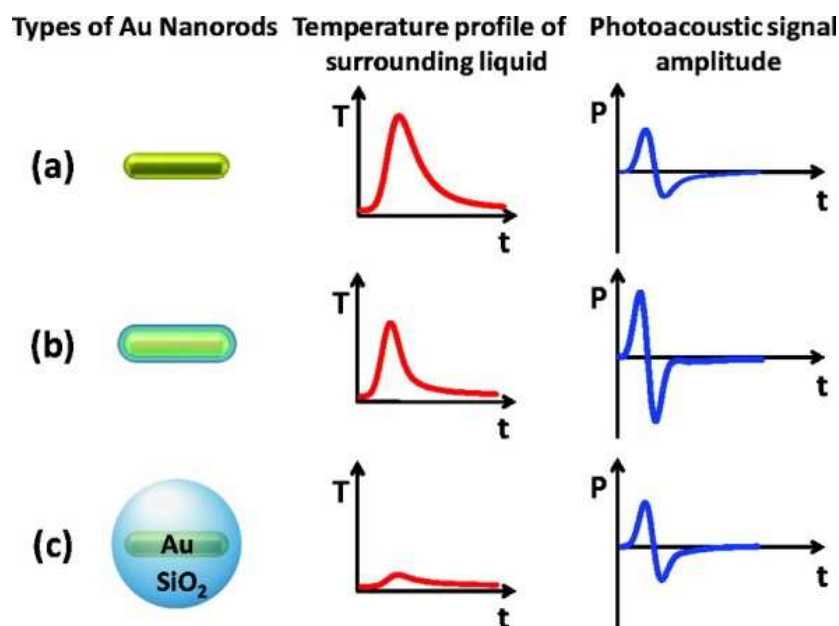 Types of Au Nanorods Temperature profile of surrounding liquid Photoacoustic signal amplitude
(a) T t P t
(b) T t P t
(c) Au SiO₂ T t P t